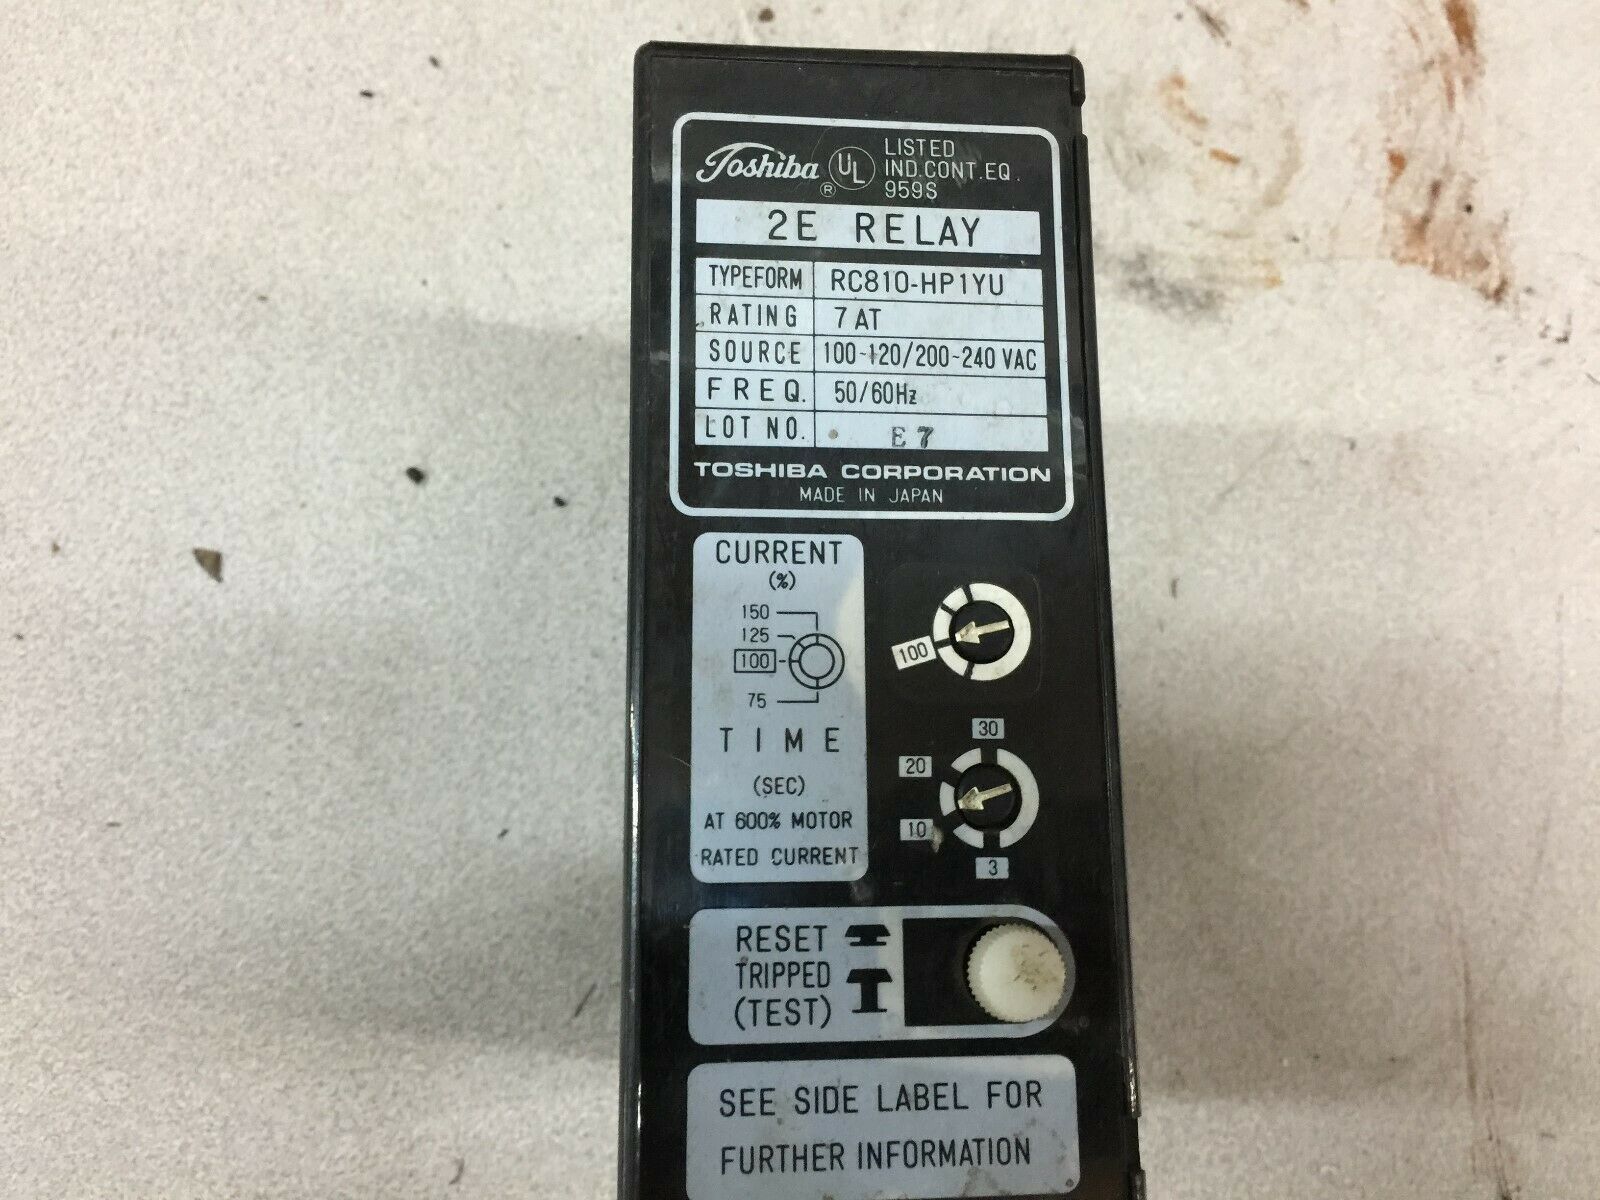 Toshiba ® UL LISTED
IND.CONT.EQ.
959S
2E RELAY
TYPEFORM RC810-HP1YU
RATING 7 AT
SOURCE 100~120/200~240 VAC
FREQ. 50/60Hz
LOT NO. E7
TOSHIBA CORPORATION
MADE IN JAPAN
CURRENT
(%)
150
125
100
75
100
TIME
(SEC)
AT 600% MOTOR
RATED CURRENT
30
20
10
3
RESET
TRIPPED
(TEST)
SEE SIDE LABEL FOR
FURTHER INFORMATION